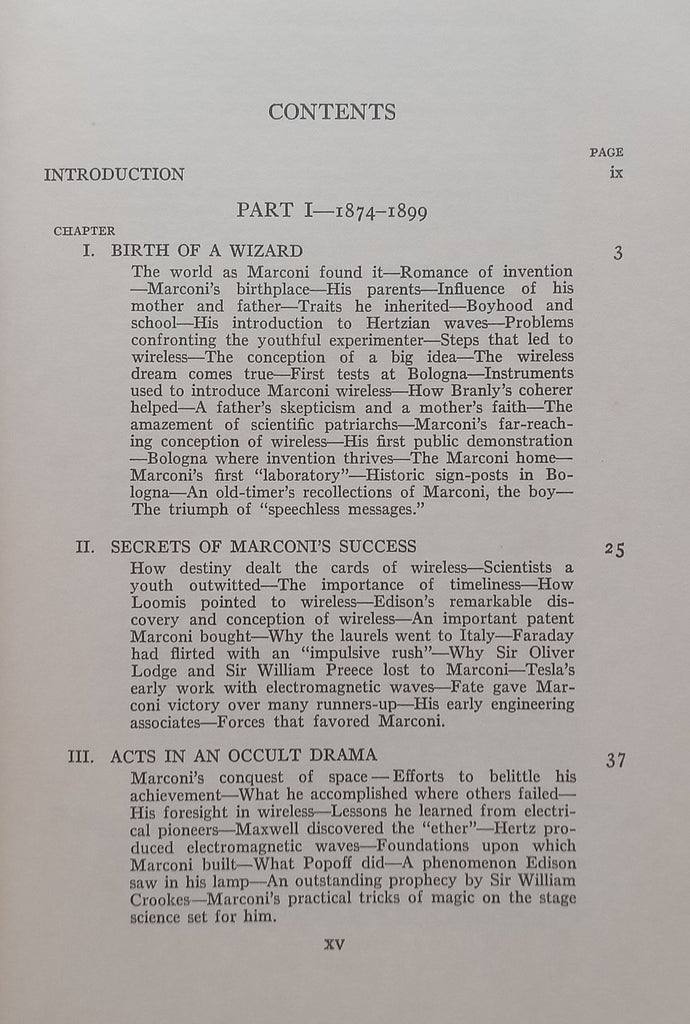 CONTENTS
PAGE
INTRODUCTION ix
PART I—1874–1899
CHAPTER
I. BIRTH OF A WIZARD 3
The world as Marconi found it—Romance of invention
—Marconi's birthplace—His parents—Influence of his
mother and father—Traits he inherited—Boyhood and
school—His introduction to Hertzian waves—Problems
confronting the youthful experimenter—Steps that led to
wireless—The conception of a big idea—The wireless
dream comes true—First tests at Bologna—Instruments
used to introduce Marconi wireless—How Branly's coherer
helped—A father's skepticism and a mother's faith—The
amazement of scientific patriarchs—Marconi's far-reach-
ing conception of wireless—His first public demonstration
—Bologna where invention thrives—The Marconi home—
Marconi's first "laboratory"—Historic sign-posts in Bo-
logna—An old-timer's recollections of Marconi, the boy—
The triumph of "speechless messages."
II. SECRETS OF MARCONI'S SUCCESS 25
How destiny dealt the cards of wireless—Scientists a
youth outwitted—The importance of timeliness—How
Loomis pointed to wireless—Edison's remarkable dis-
covery and conception of wireless—An important patent
Marconi bought—Why the laurels went to Italy—Faraday
had flirted with an "impulsive rush"—Why Sir Oliver
Lodge and Sir William Preece lost to Marconi—Tesla's
early work with electromagnetic waves—Fate gave Mar-
coni victory over many runners-up—His early engineering
associates—Forces that favored Marconi.
III. ACTS IN AN OCCULT DRAMA 37
Marconi's conquest of space—Efforts to belittle his
achievement—What he accomplished where others failed—
His foresight in wireless—Lessons he learned from electri-
cal pioneers—Maxwell discovered the "ether"—Hertz pro-
duced electromagnetic waves—Foundations upon which
Marconi built—What Popoff did—A phenomenon Edison
saw in his lamp—An outstanding prophecy by Sir William
Crookes—Marconi's practical tricks of magic on the stage
science set for him.
XV